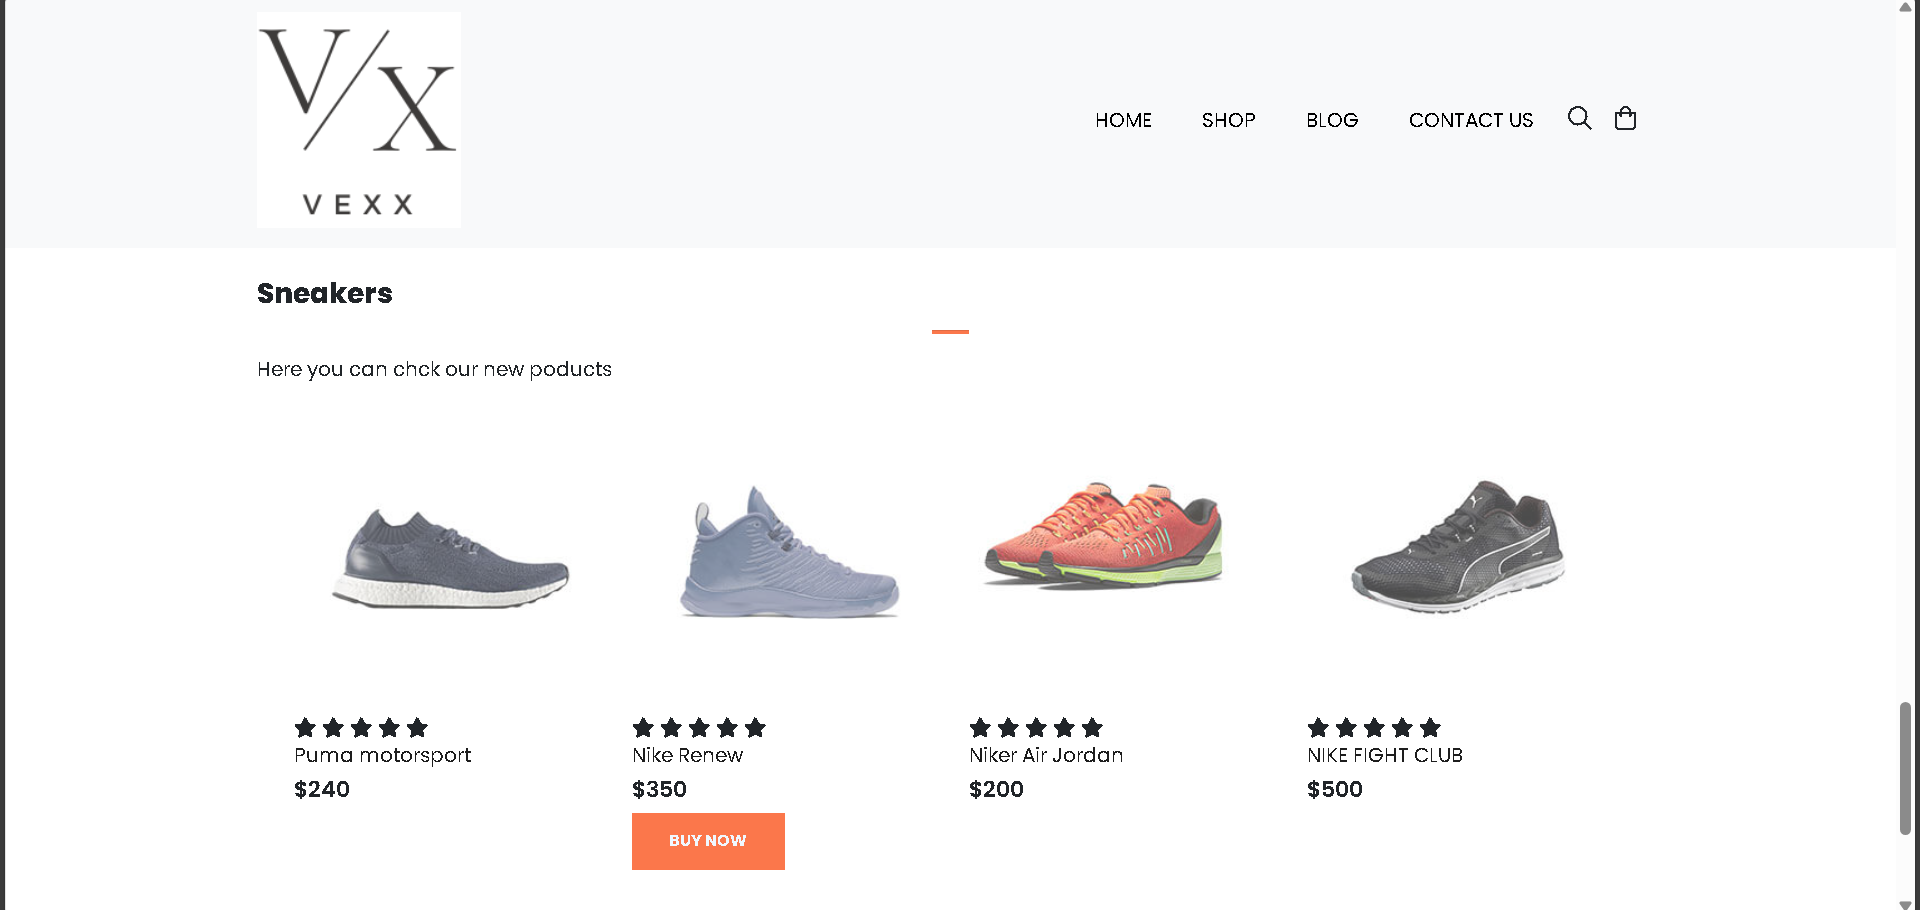 V/X
VEXX
HOME SHOP BLOG CONTACT US
Sneakers
Here you can chck our new poducts
Puma motorsport
$240
Nike Renew
$350
BUY NOW
Niker Air Jordan
$200
NIKE FIGHT CLUB
$500